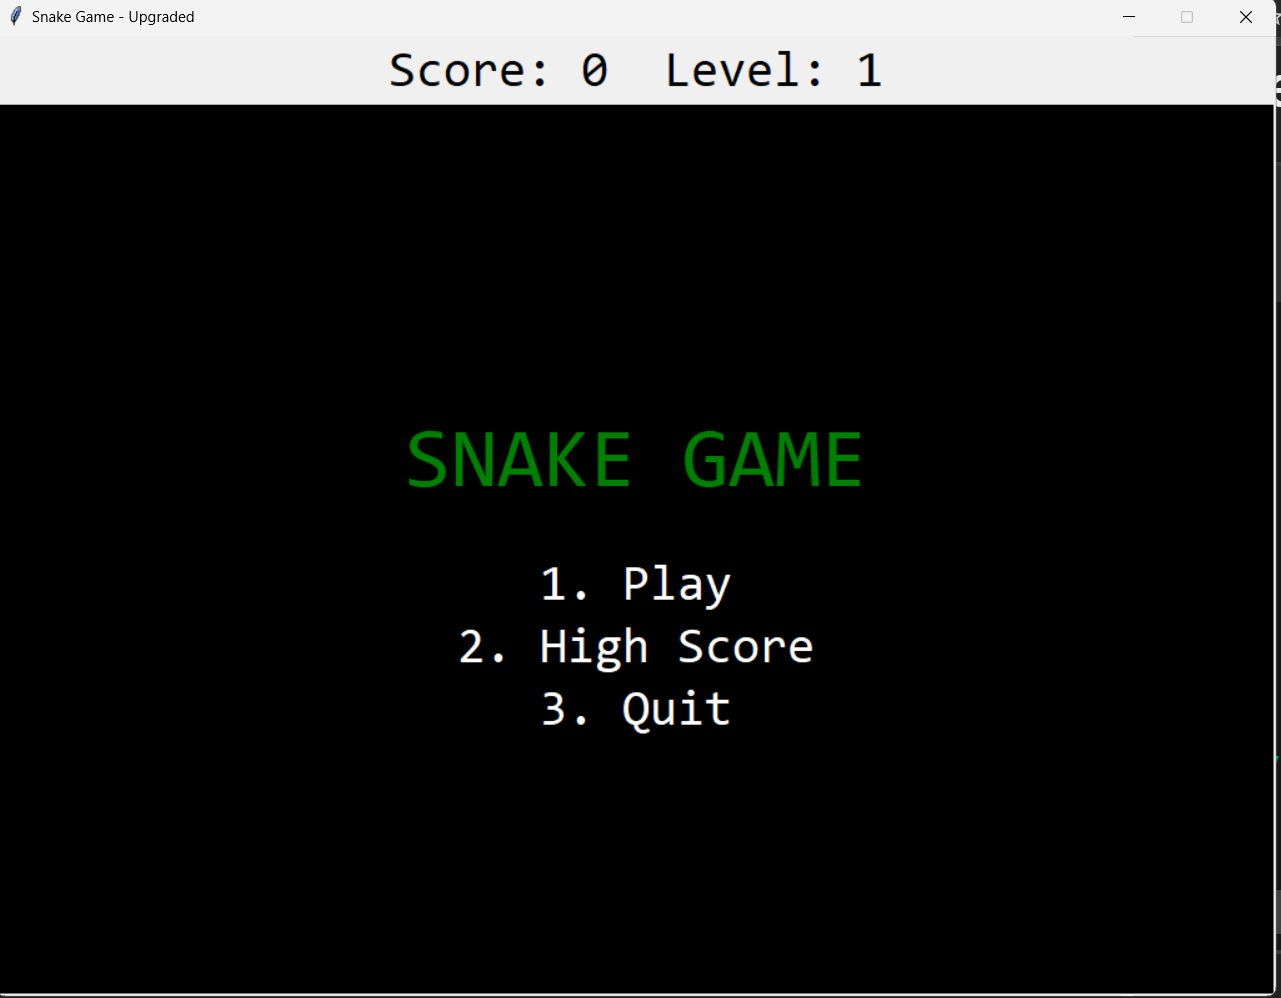 Snake Game - Upgraded
Score: 0  Level: 1
SNAKE GAME
1. Play
2. High Score
3. Quit